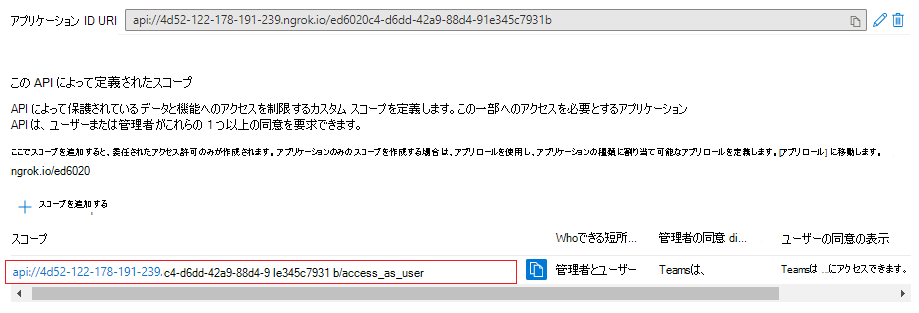 アプリケーション ID URI api://4d52-122-178-191-239.ngrok.io/ed6020c4-d6dd-42a9-88d4-91e345c7931b
この API によって定義されたスコープ
API によって保護されているデータと機能へのアクセスを制限するカスタム スコープを定義します。この一部へのアクセスを必要とするアプリケーション
API は、ユーザーまたは管理者がこれらの 1 つ以上の同意を要求できます。
ここでスコープを追加すると、委任されたアクセス許可のみが作成されます。アプリケーションのみのスコープを作成する場合は、アプリロールを使用し、アプリケーションの種類に割り当て可能なアプリロールを定義します。[アプリロール] に移動します。
ngrok.io/ed6020
スコープを追加する
スコープ Whoできる短所... 管理者の同意 di... ユーザーの同意の表示
api://4d52-122-178-191-239.c4-d6dd-42a9-88d4-9 le345c7931 b/access_as_user 管理者とユーザー Teamsは、 Teamsは ...にアクセスできます。